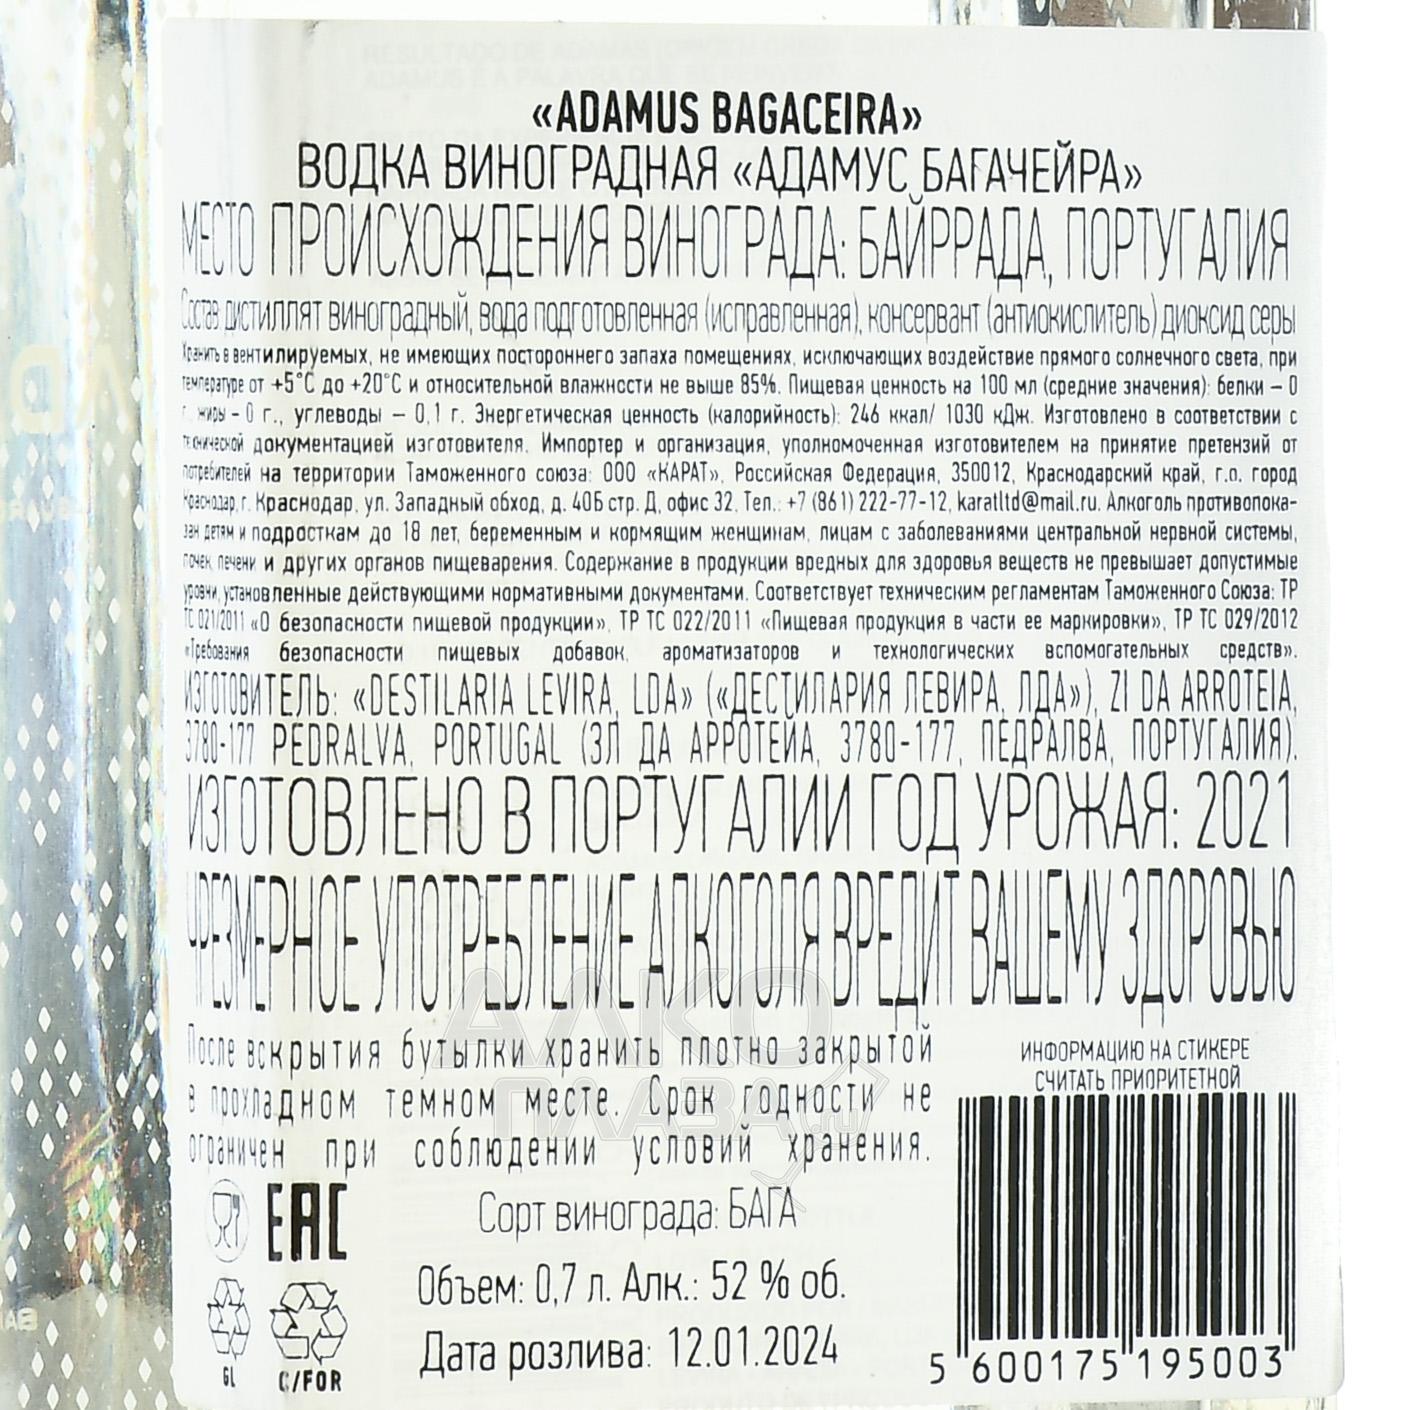 «ADAMUS BAGACEIRA»
ВОДКА ВИНОГРАДНАЯ «АДАМУС БАГАЧЕЙРА»
МЕСТО ПРОИСХОЖДЕНИЯ ВИНОГРАДА: БАЙРРАДА, ПОРТУГАЛИЯ
Состав: дистиллят виноградный, вода подготовленная (исправленная), консервант (антиокислитель) диоксид серы
Хранить в вентилируемых, не имеющих постороннего запаха помещениях, исключающих воздействие прямого солнечного света, при
температуре от +5°С до +20°С и относительной влажности не выше 85%. Пищевая ценность на 100 мл (средние значения): белки – 0
г., жиры – 0 г., углеводы – 0,1 г. Энергетическая ценность (калорийность): 246 ккал/ 1030 кДж. Изготовлено в соответствии с
технической документацией изготовителя. Импортер и организация, уполномоченная изготовителем на принятие претензий от
потребителей на территории Таможенного союза: ООО «КАРАТ», Российская Федерация, 350012, Краснодарский край, г.о. город
Краснодар, г. Краснодар, ул. Западный обход, д. 40Б стр. Д, офис 32, Тел.: +7 (861) 222-77-12, karatltd@mail.ru. Алкоголь противопока-
зан детям и подросткам до 18 лет, беременным и кормящим женщинам, лицам с заболеваниями центральной нервной системы,
почек, печени и других органов пищеварения. Содержание в продукции вредных для здоровья веществ не превышает допустимые
уровни, установленные действующими нормативными документами. Соответствует техническим регламентам Таможенного Союза: ТР
ТС 021/2011 «О безопасности пищевой продукции», ТР ТС 022/2011 «Пищевая продукция в части ее маркировки», ТР ТС 029/2012
«Требования безопасности пищевых добавок, ароматизаторов и технологических вспомогательных средств».
ИЗГОТОВИТЕЛЬ: «DESTILARIA LEVIRA, LDA» («ДЕСТИЛАРИЯ ЛЕВИРА, ЛДА»), ZI DA ARROTEIA,
3780-177 PEDRALVA, PORTUGAL (ЗЛ ДА АРРОТЕЙА, 3780-177, ПЕДРАЛВА, ПОРТУГАЛИЯ).
ИЗГОТОВЛЕНО В ПОРТУГАЛИИ ГОД УРОЖАЯ: 2021
ЧРЕЗМЕРНОЕ УПОТРЕБЛЕНИЕ АЛКОГОЛЯ ВРЕДИТ ВАШЕМУ ЗДОРОВЬЮ
После вскрытия бутылки хранить плотно закрытой
в прохладном темном месте. Срок годности не
ограничен при соблюдении условий хранения.
ИНФОРМАЦИЮ НА СТИКЕРЕ
СЧИТАТЬ ПРИОРИТЕТНОЙ
Сорт винограда: БАГА
Объем: 0,7 л. Алк.: 52 % об.
Дата розлива: 12.01.2024
EAC
GL
C/FOR
5 600175 195003
АЛКО
ПЛАЗА.ru